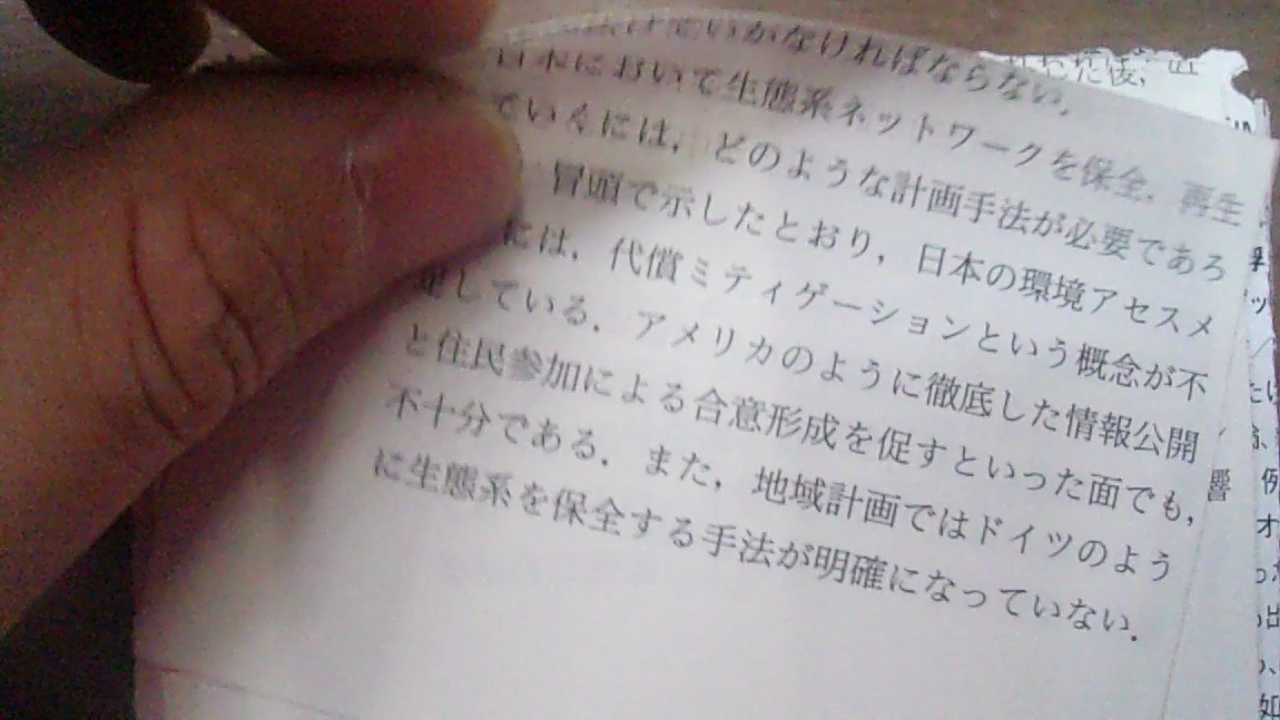 いかなければならない．
日本において生態系ネットワークを保全，再生
ていくには，どのような計画手法が必要であろ
冒頭で示したとおり，日本の環境アセスメ
には，代償ミティゲーションという概念が不
している．アメリカのように徹底した情報公開
と住民参加による合意形成を促すといった面でも，
不十分である．また，地域計画ではドイツのよう
に生態系を保全する手法が明確になっていない．
た後，
響
例
オ